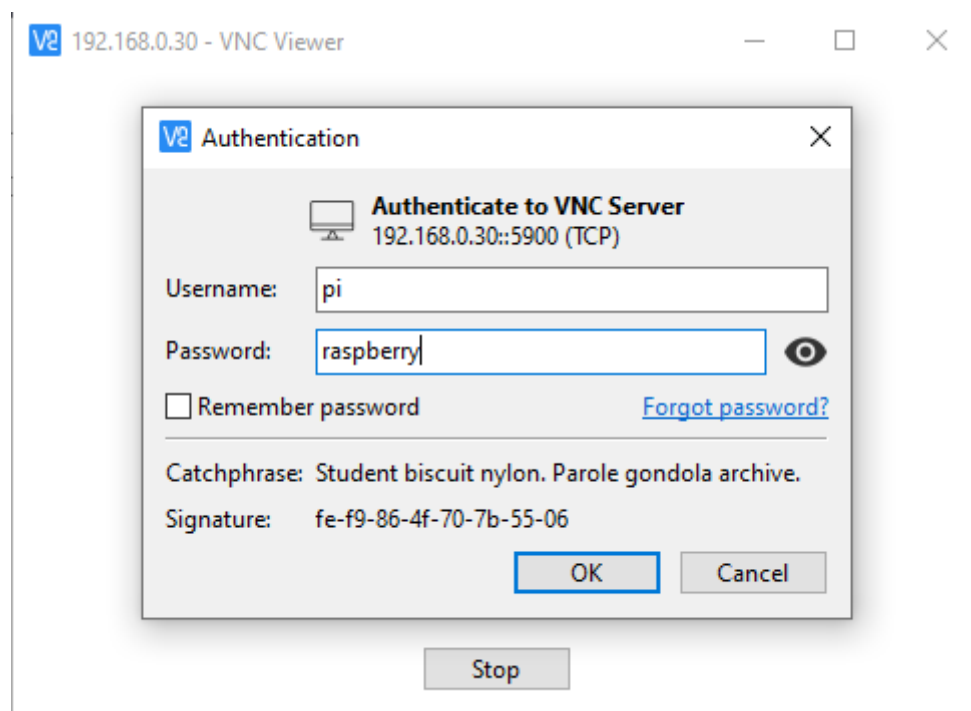 V2 192.168.0.30 - VNC Viewer
V2 Authentication
Authenticate to VNC Server
192.168.0.30::5900 (TCP)
Username: pi
Password: raspberry
Remember password Forgot password?
Catchphrase: Student biscuit nylon. Parole gondola archive.
Signature: fe-f9-86-4f-70-7b-55-06
OK Cancel
Stop